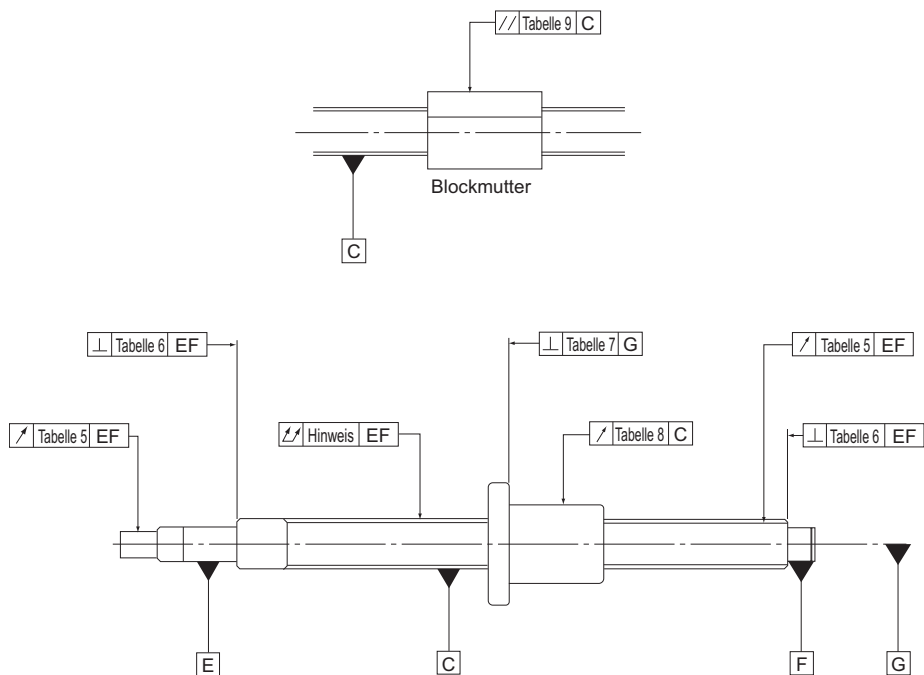 // Tabelle 9 C
Blockmutter
C
⊥ Tabelle 6 EF
⊥ Tabelle 7 G
↗ Tabelle 5 EF
↗ Tabelle 5 EF
⌰ Hinweis EF
↗ Tabelle 8 C
⊥ Tabelle 6 EF
E
C
F
G